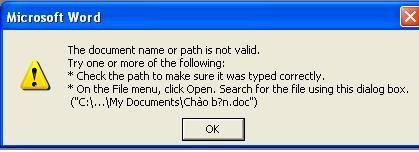 Microsoft Word
The document name or path is not valid.
Try one or more of the following:
* Check the path to make sure it was typed correctly.
* On the File menu, click Open. Search for the file using this dialog box.
("C:\...\My Documents\Chào b?n.doc")
OK